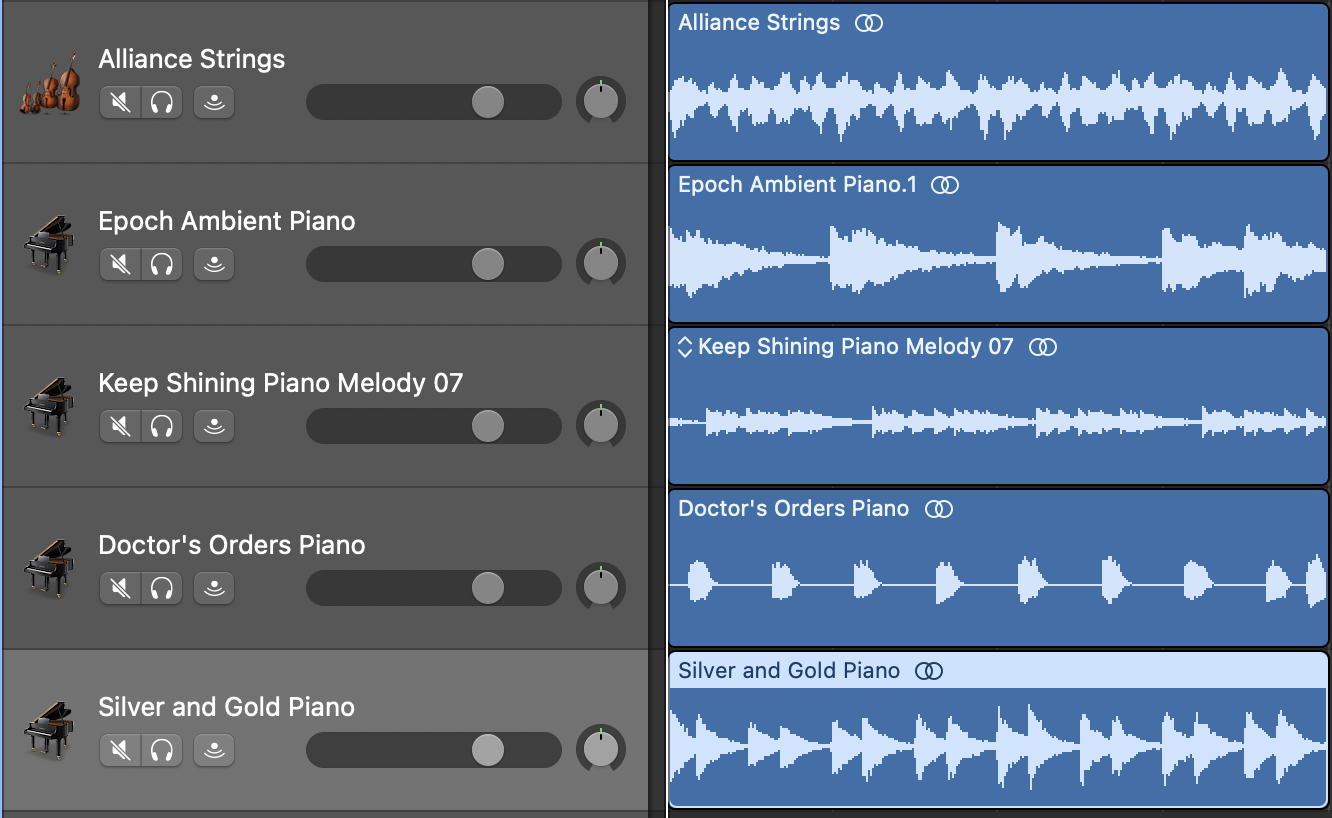 Alliance Strings
Alliance Strings
Epoch Ambient Piano
Epoch Ambient Piano.1
Keep Shining Piano Melody 07
Keep Shining Piano Melody 07
Doctor's Orders Piano
Doctor's Orders Piano
Silver and Gold Piano
Silver and Gold Piano